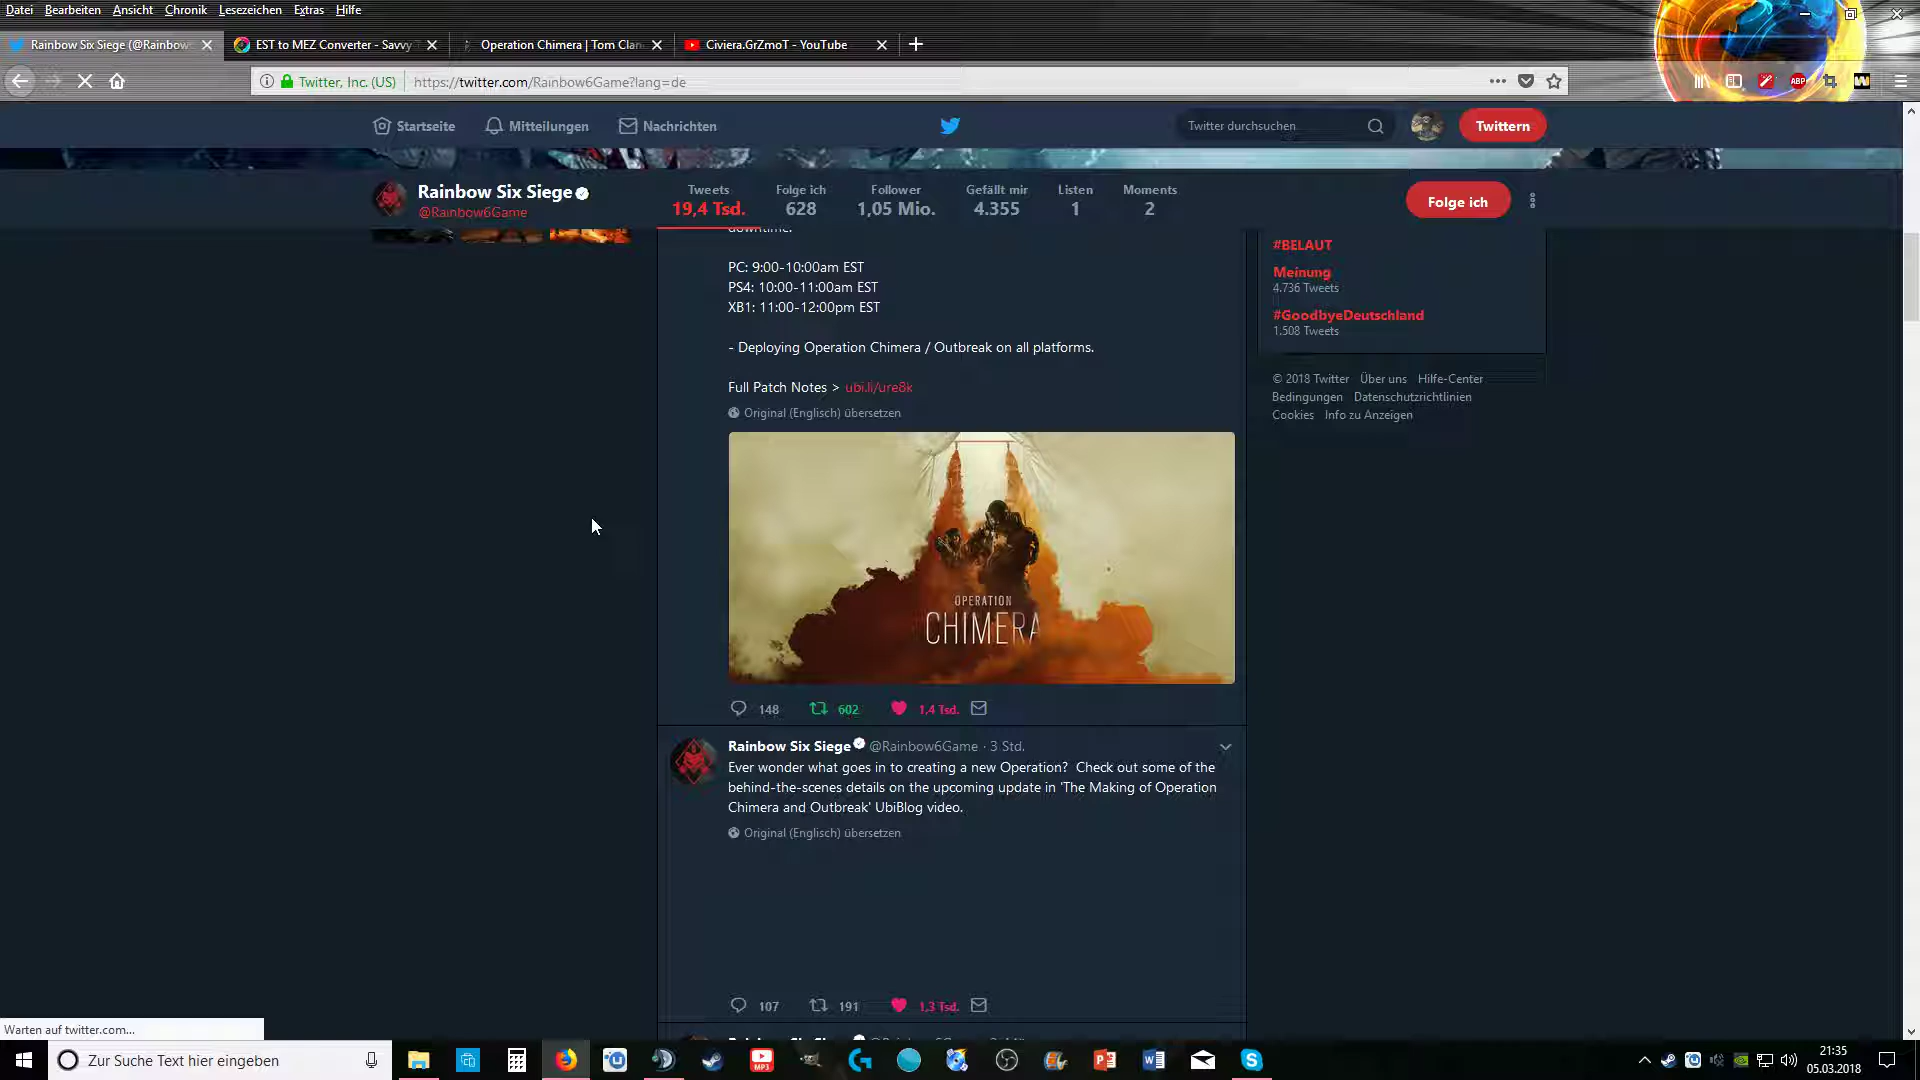 Datei Bearbeiten Ansicht Chronik Lesezeichen Extras Hilfe
Rainbow Six Siege (@Rainbow
EST to MEZ Converter - Savvy
Operation Chimera | Tom Clan
Civiera.GrZmoT - YouTube
Twitter, Inc. (US)
https://twitter.com/Rainbow6Game?lang=de
ABP
Startseite Mitteilungen Nachrichten
Twitter durchsuchen
Twittern
Rainbow Six Siege
@Rainbow6Game
Tweets Folge ich Follower Gefällt mir Listen Moments
19,4 Tsd. 628 1,05 Mio. 4.355 1 2
Folge ich
downtime.
PC: 9:00-10:00am EST
PS4: 10:00-11:00am EST
XB1: 11:00-12:00pm EST
- Deploying Operation Chimera / Outbreak on all platforms.
Full Patch Notes > ubi.li/ure8k
Original (Englisch) übersetzen
OPERATION
CHIMERA
148 602 1,4 Tsd.
Rainbow Six Siege @Rainbow6Game · 3 Std.
Ever wonder what goes in to creating a new Operation? Check out some of the
behind-the-scenes details on the upcoming update in 'The Making of Operation
Chimera and Outbreak' UbiBlog video.
Original (Englisch) übersetzen
107 191 1,3 Tsd.
#BELAUT
Meinung
4.736 Tweets
#GoodbyeDeutschland
1.508 Tweets
© 2018 Twitter Über uns Hilfe-Center
Bedingungen Datenschutzrichtlinien
Cookies Info zu Anzeigen
Warten auf twitter.com...
Zur Suche Text hier eingeben
MP3
21:35
05.03.2018